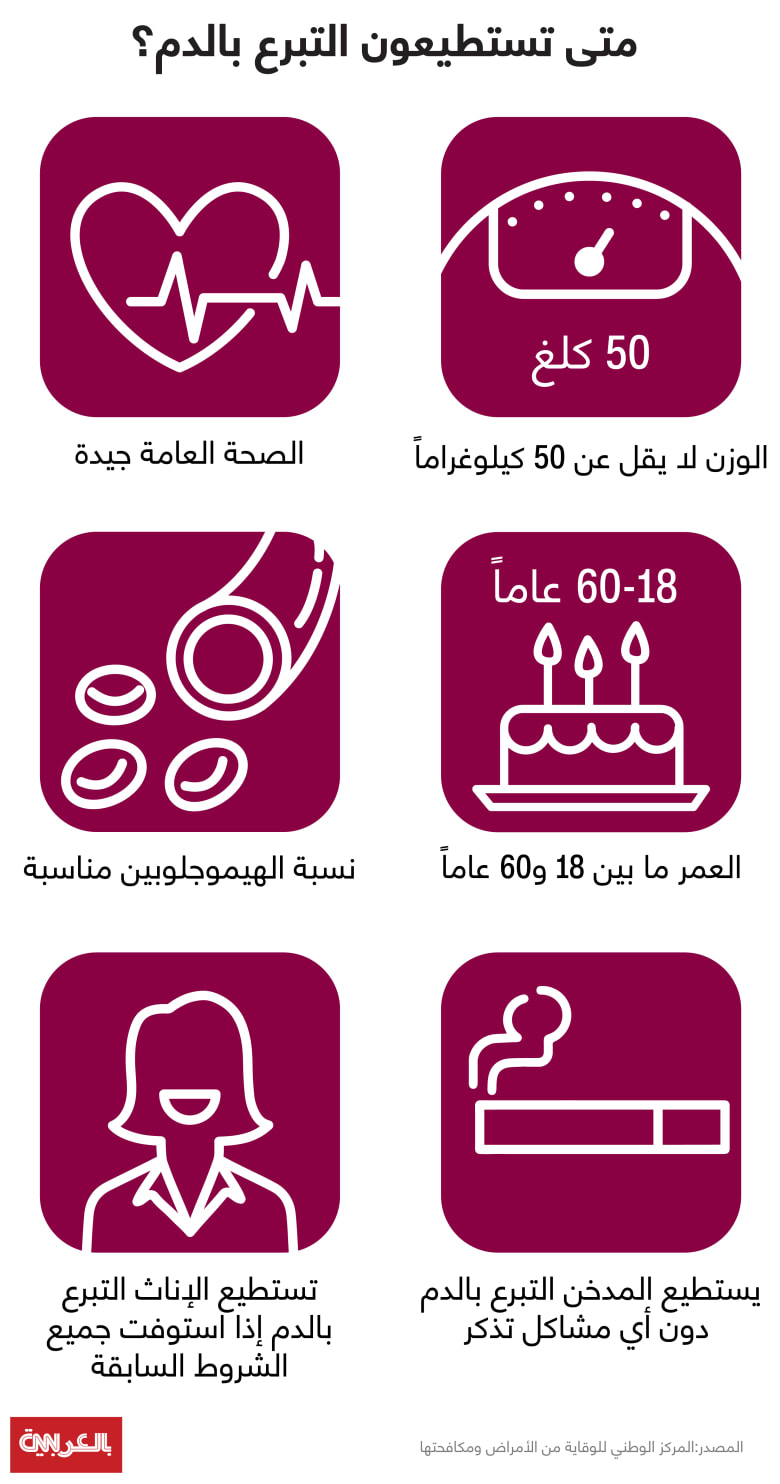 متى تستطيعون التبرع بالدم؟
50 كلغ
الوزن لا يقل عن 50 كيلوغراماً
الصحة العامة جيدة
60-18 عاماً
العمر ما بين 18 و60 عاماً
نسبة الهيموجلوبين مناسبة
يستطيع المدخن التبرع بالدم
دون أي مشاكل تذكر
تستطيع الإناث التبرع
بالدم إذا استوفت جميع
الشروط السابقة
المصدر:المركز الوطني للوقاية من الأمراض ومكافحتها
CNN بالعربية